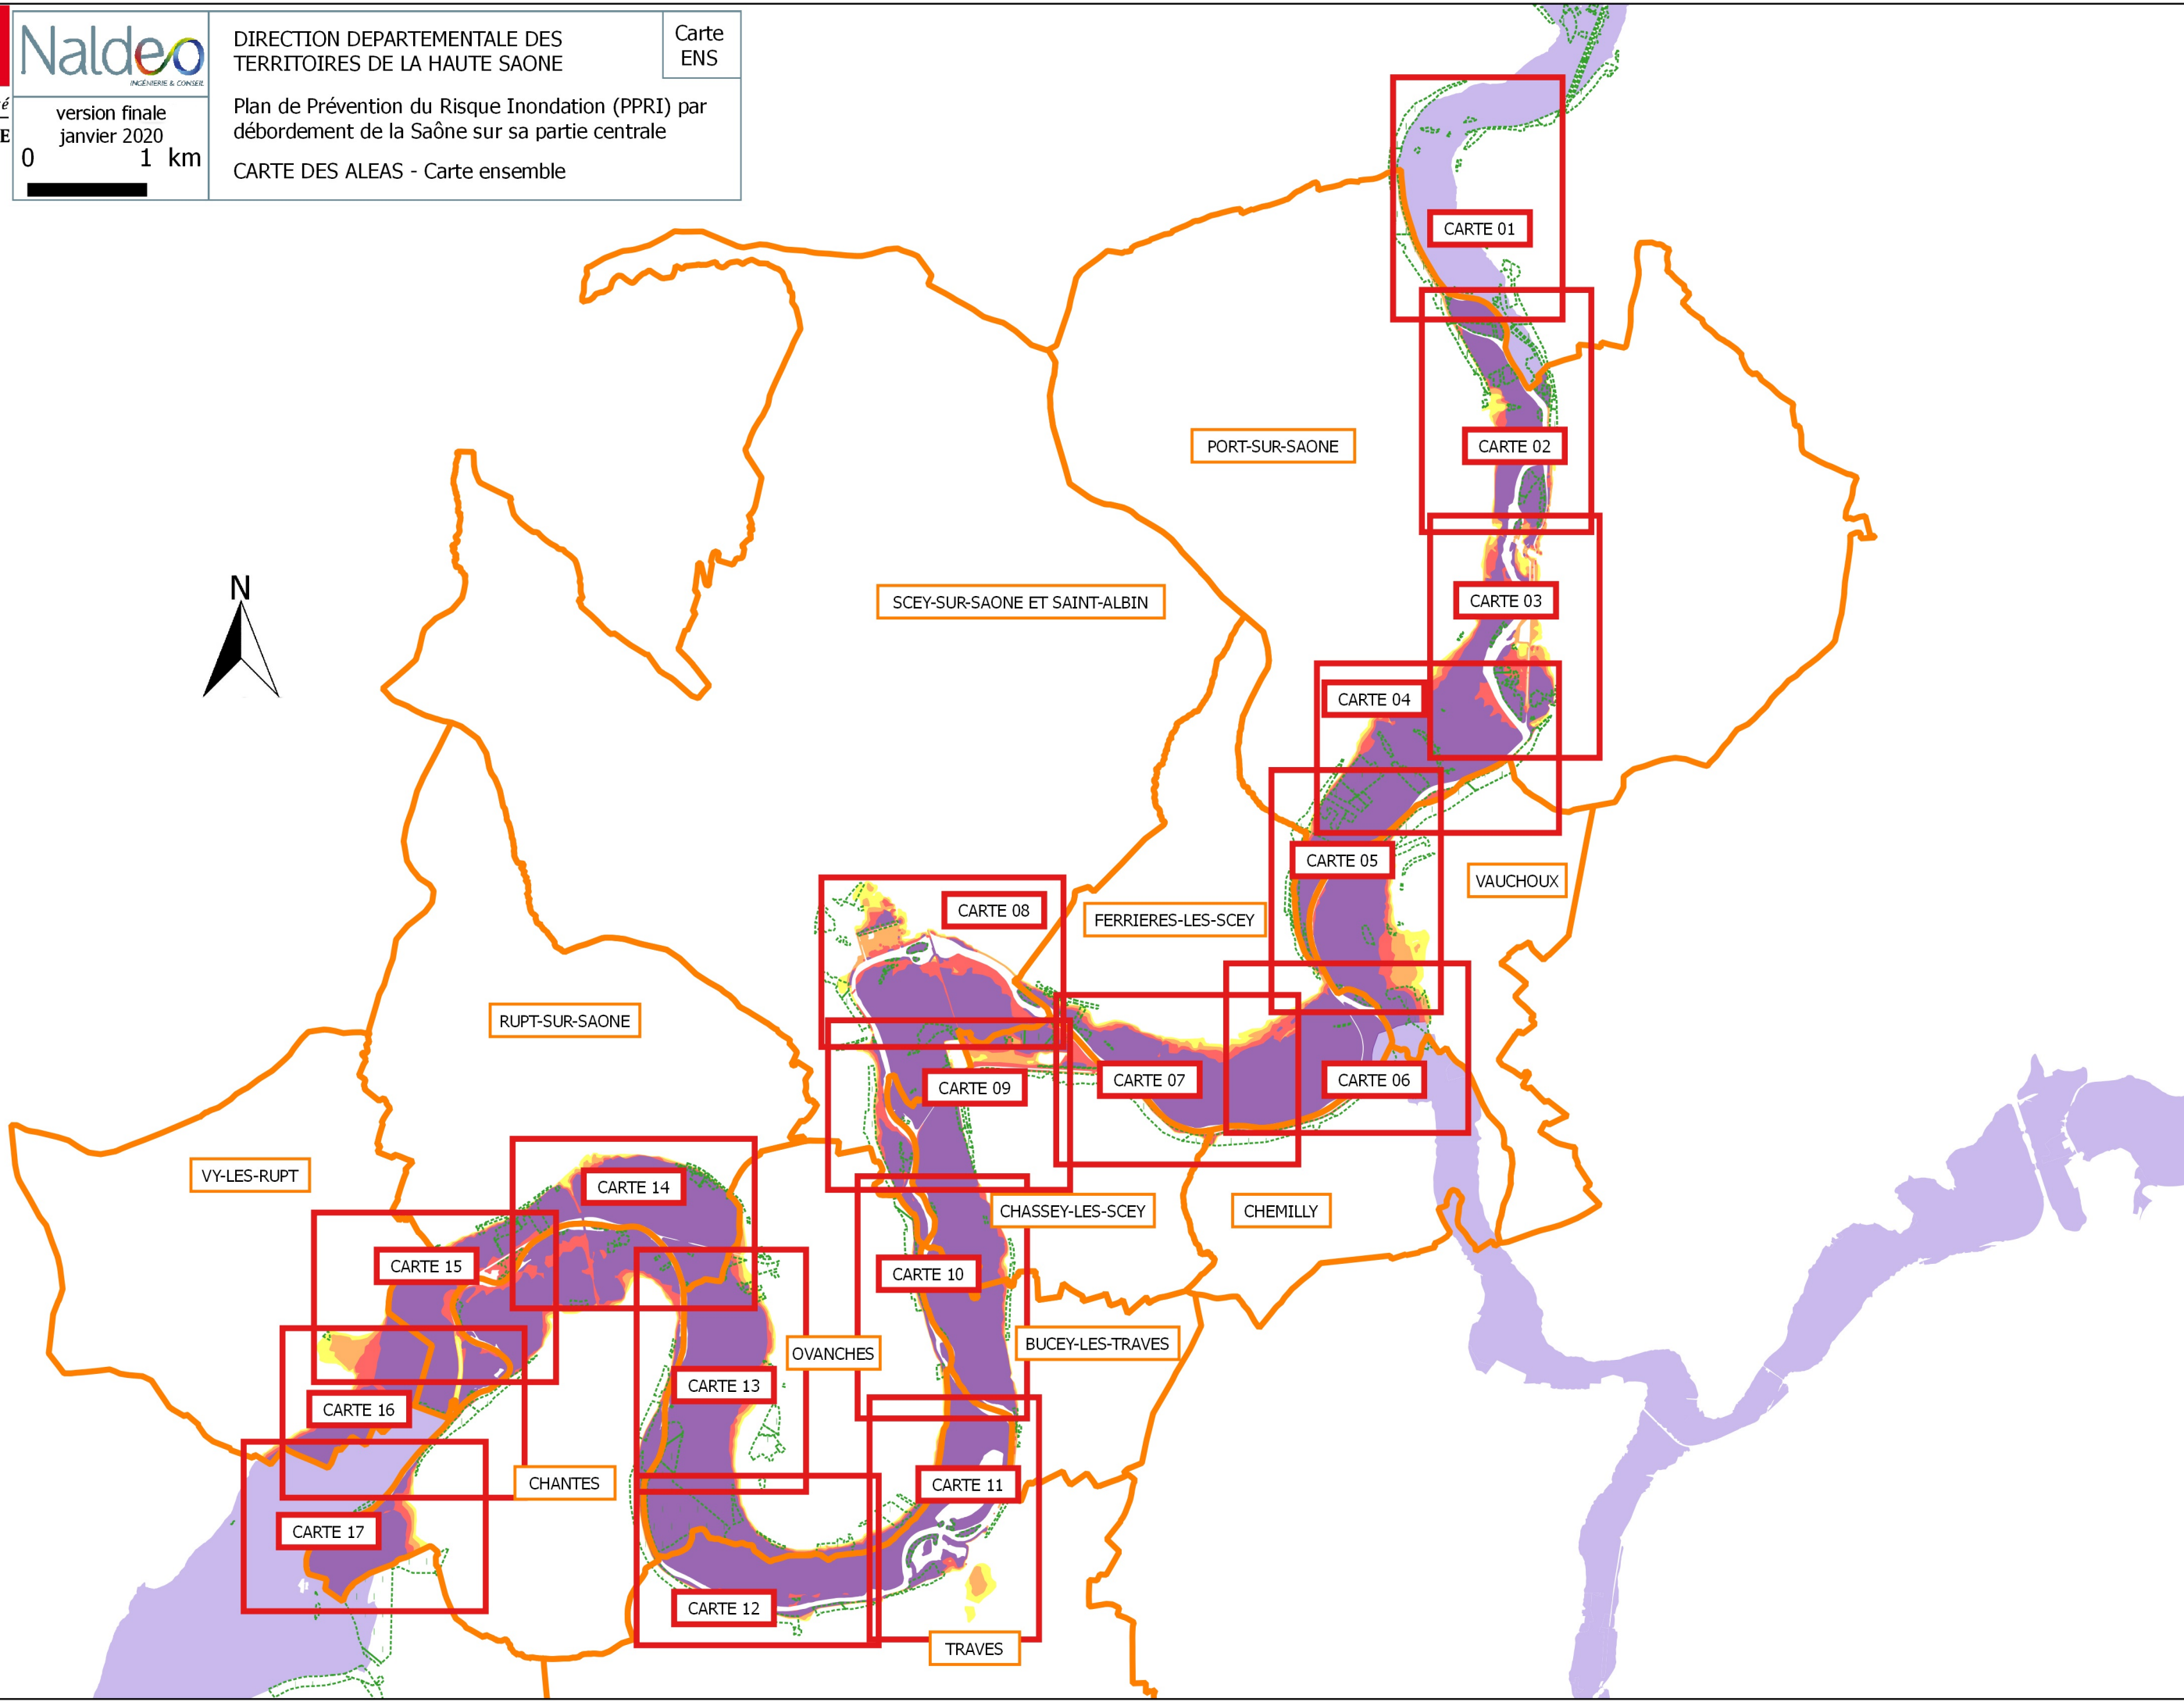 é
E
Naldeo
INGÉNIERIE & CONSEIL
version finale
janvier 2020
0 1 km
DIRECTION DEPARTEMENTALE DES
TERRITOIRES DE LA HAUTE SAONE
Carte
ENS
Plan de Prévention du Risque Inondation (PPRI) par
débordement de la Saône sur sa partie centrale
CARTE DES ALEAS - Carte ensemble
N
CARTE 01
PORT-SUR-SAONE
CARTE 02
SCEY-SUR-SAONE ET SAINT-ALBIN
CARTE 03
CARTE 04
CARTE 05
VAUCHOUX
CARTE 08
FERRIERES-LES-SCEY
RUPT-SUR-SAONE
CARTE 09
CARTE 07
CARTE 06
VY-LES-RUPT
CARTE 14
CHASSEY-LES-SCEY
CHEMILLY
CARTE 15
CARTE 10
OVANCHES
BUCEY-LES-TRAVES
CARTE 13
CARTE 16
CHANTES
CARTE 11
CARTE 17
CARTE 12
TRAVES